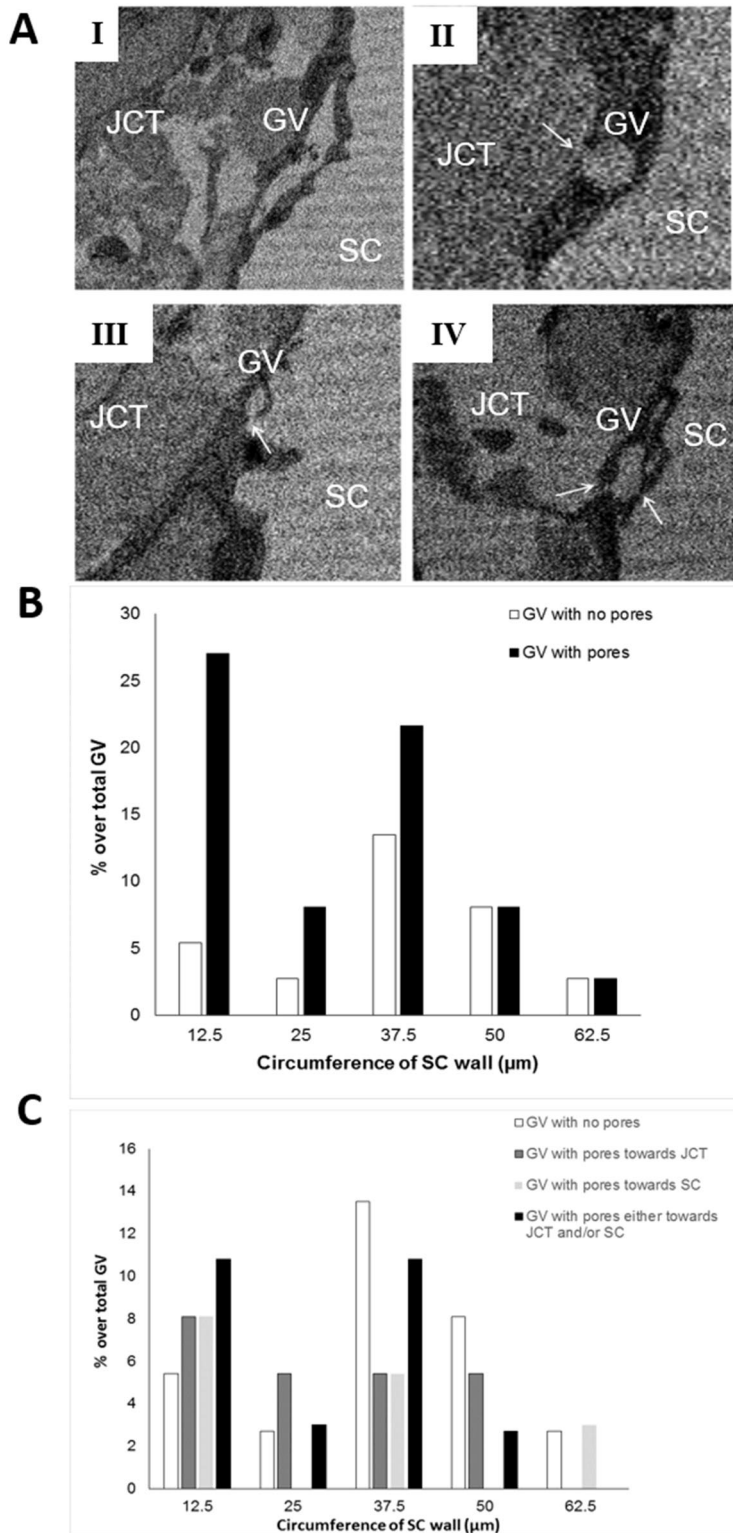 A
I
JCT
GV
SC
II
JCT
GV
SC
III
JCT
GV
SC
IV
JCT
GV
SC
B
30
25
20
15
10
5
0
% over total GV
GV with no pores
GV with pores
12.5 25 37.5 50 62.5
Circumference of SC wall (µm)
C
16
14
12
10
8
6
4
2
0
% over total GV
GV with no pores
GV with pores towards JCT
GV with pores towards SC
GV with pores either towards
JCT and/or SC
12.5 25 37.5 50 62.5
Circumference of SC wall (µm)